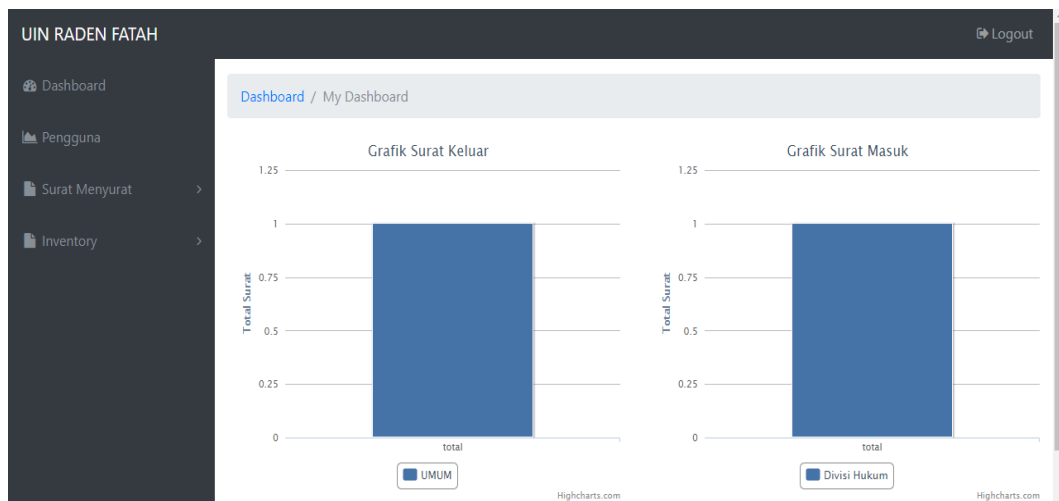 UIN RADEN FATAH
Logout
Dashboard
Pengguna
Surat Menyurat
Inventory
Dashboard / My Dashboard
Grafik Surat Keluar
1.25
1
0.75
0.5
0.25
0
Total Surat
total
UMUM
Highcharts.com
Grafik Surat Masuk
1.25
1
0.75
0.5
0.25
0
Total Surat
total
Divisi Hukum
Highcharts.com